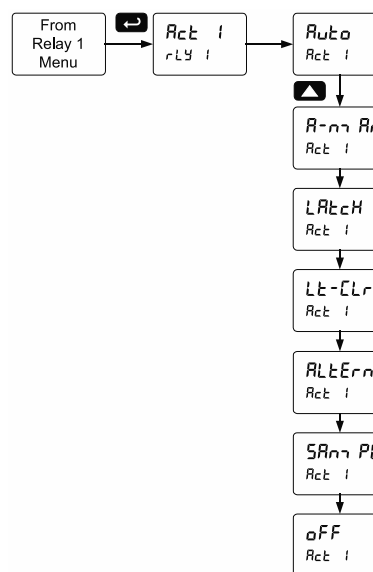 From
Relay 1
Menu
Act 1
rLY 1
Auto
Act 1
Act 1
LAtcH
Act 1
Lt-CLr
Act 1
ALtErn
Act 1
Act 1
oFF
Act 1